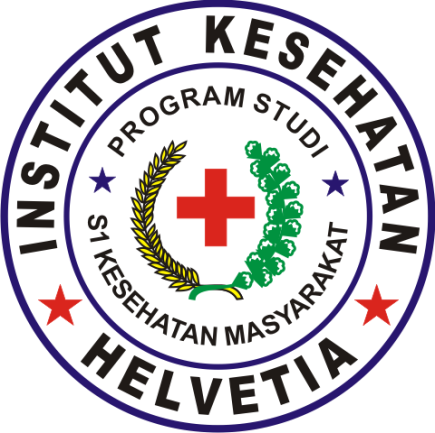 INSTITUT KESEHATAN
HELVETIA
PROGRAM STUDI
S1 KESEHATAN MASYARAKAT